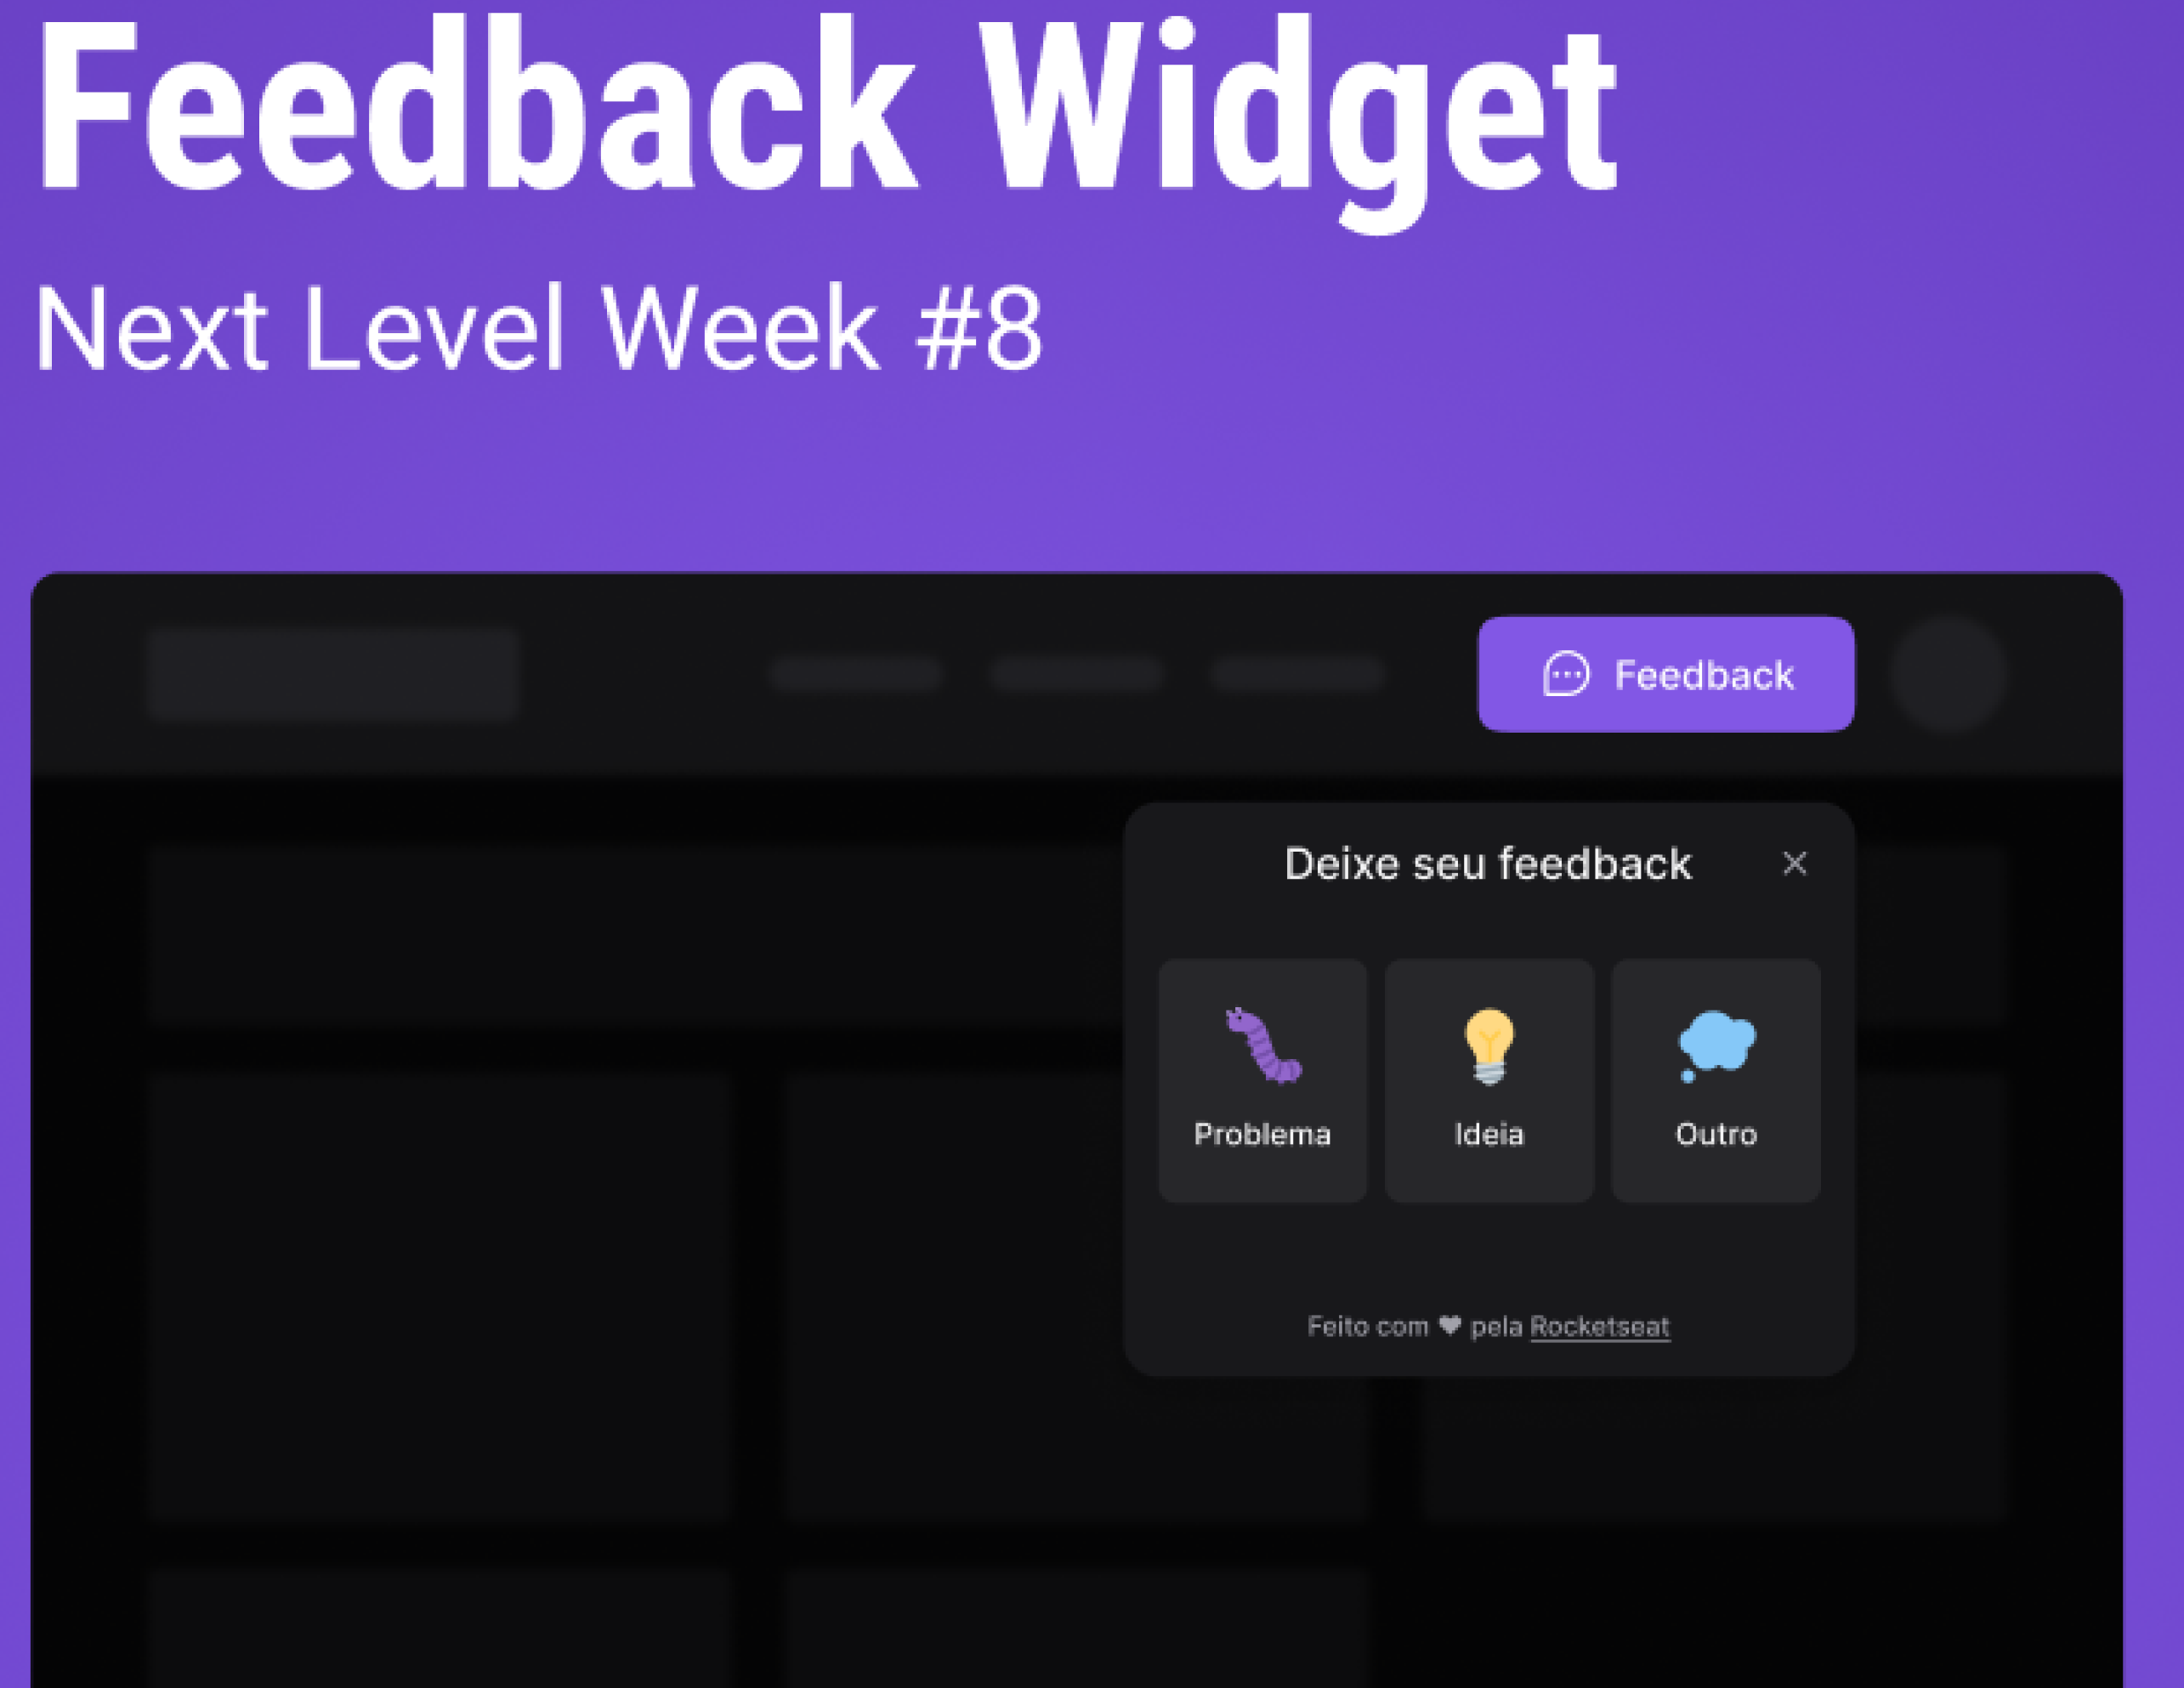 Feedback Widget
Next Level Week #8
Feedback
Deixe seu feedback
Problema
Ideia
Outro
Feito com ♥ pela Rocketseat